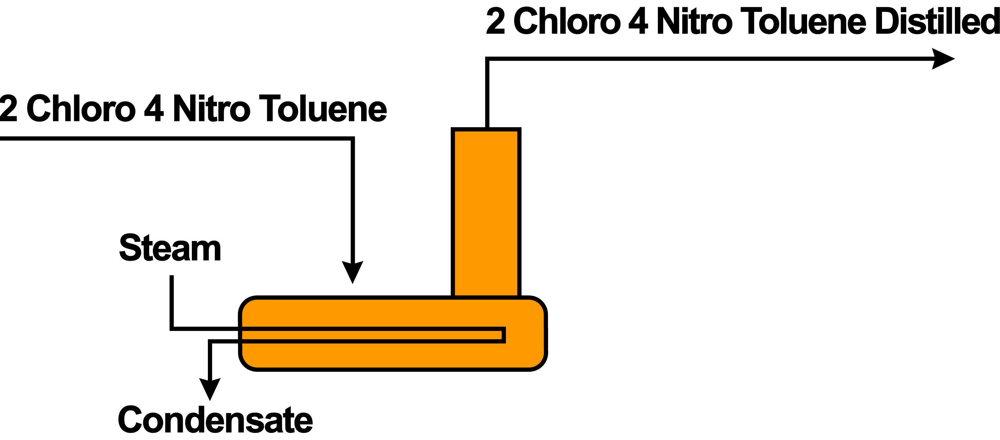 2 Chloro 4 Nitro Toluene Distilled
2 Chloro 4 Nitro Toluene
Steam
Condensate